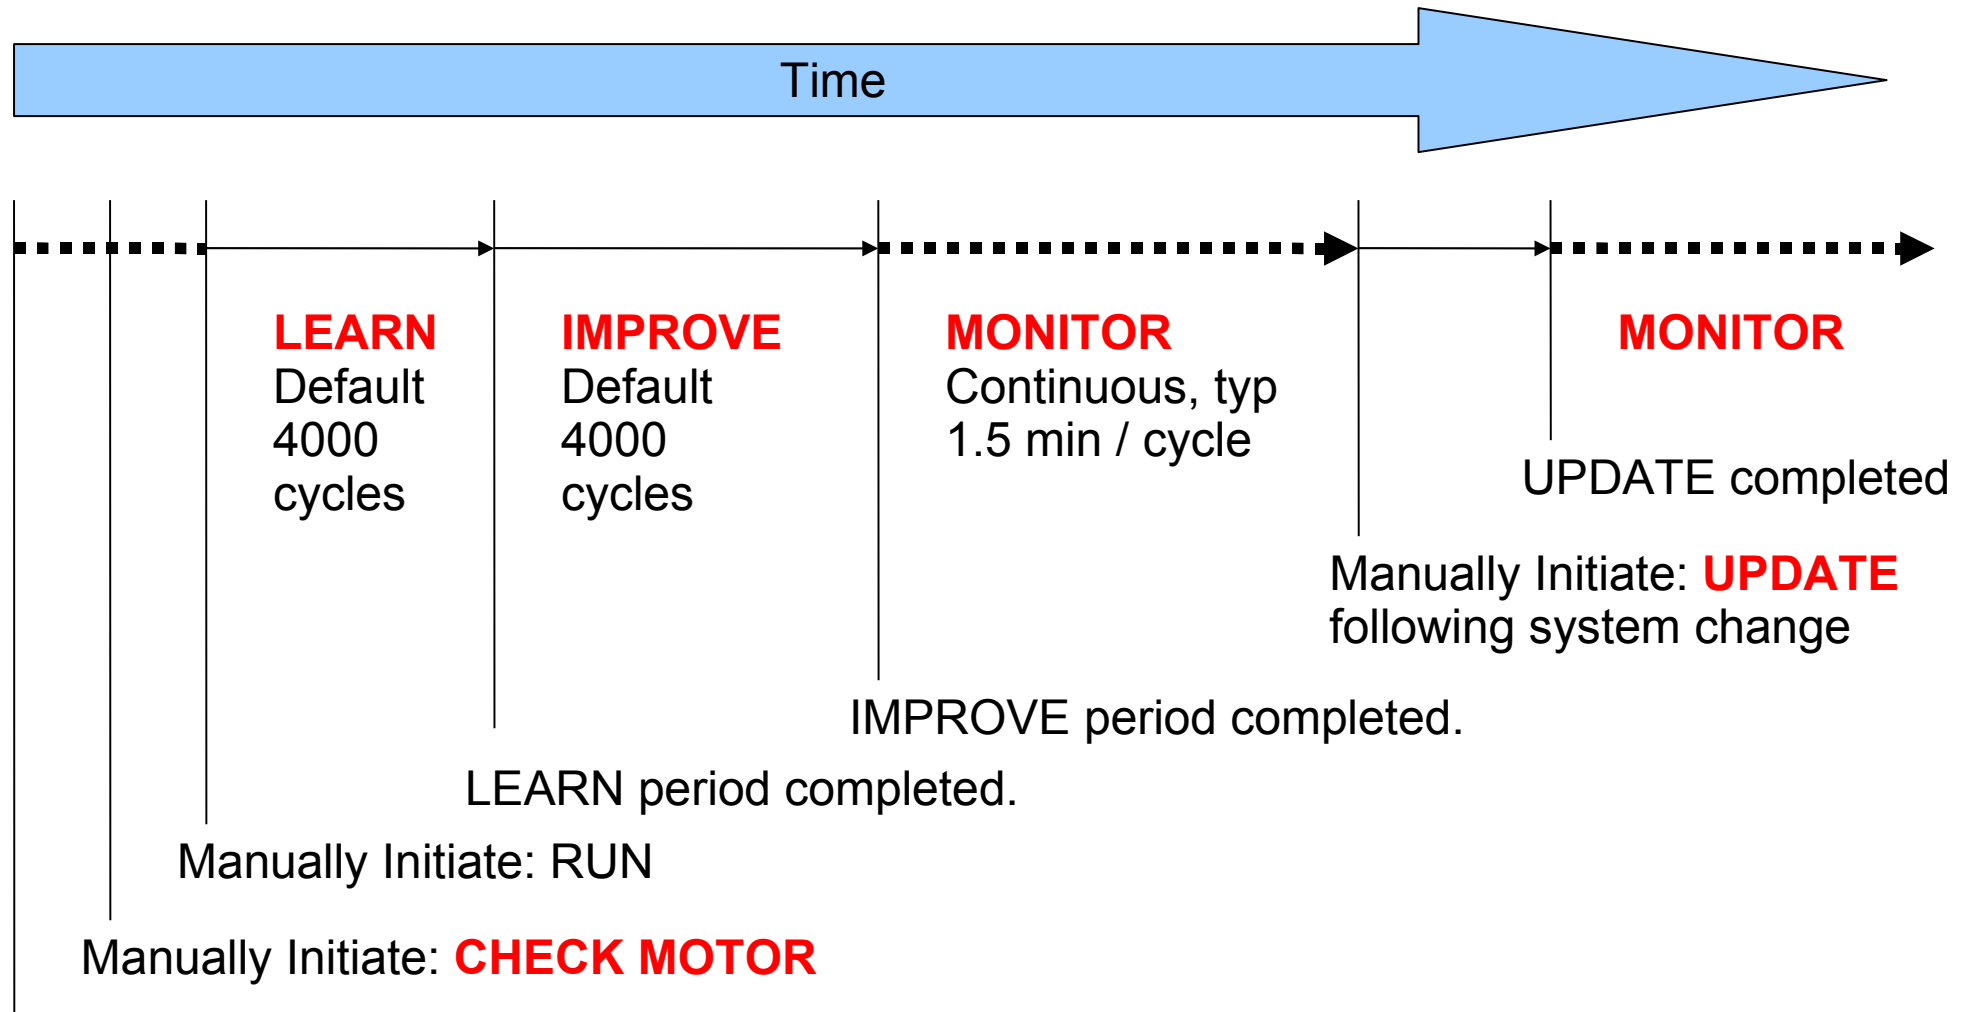 Time
LEARN
Default
4000
cycles
IMPROVE
Default
4000
cycles
MONITOR
Continuous, typ
1.5 min / cycle
MONITOR
UPDATE completed
Manually Initiate: UPDATE
following system change
IMPROVE period completed.
LEARN period completed.
Manually Initiate: RUN
Manually Initiate: CHECK MOTOR